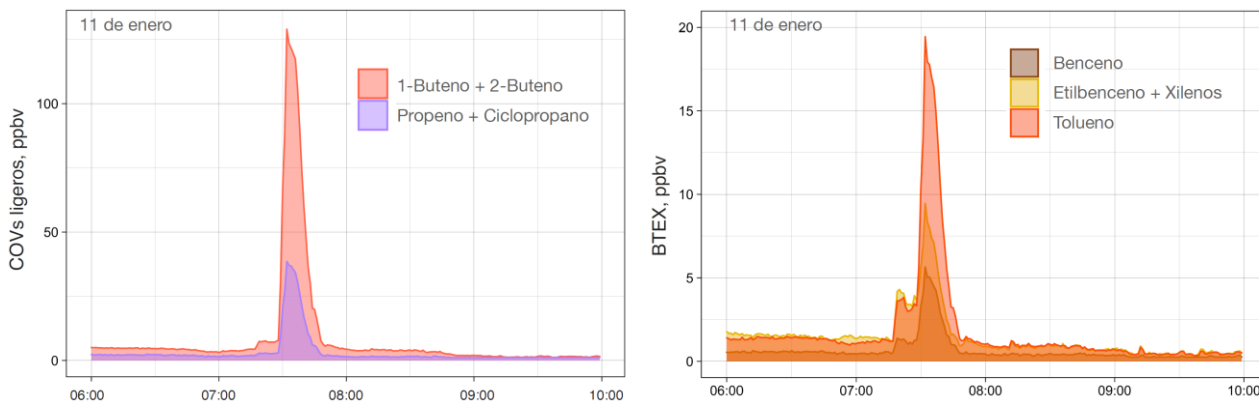 11 de enero
COVs ligeros, ppbv
100
50
0
1-Buteno + 2-Buteno
Propeno + Ciclopropano
06:00 07:00 08:00 09:00 10:00
11 de enero
BTEX, ppbv
20
15
10
5
0
Benceno
Etilbenceno + Xilenos
Tolueno
06:00 07:00 08:00 09:00 10:00